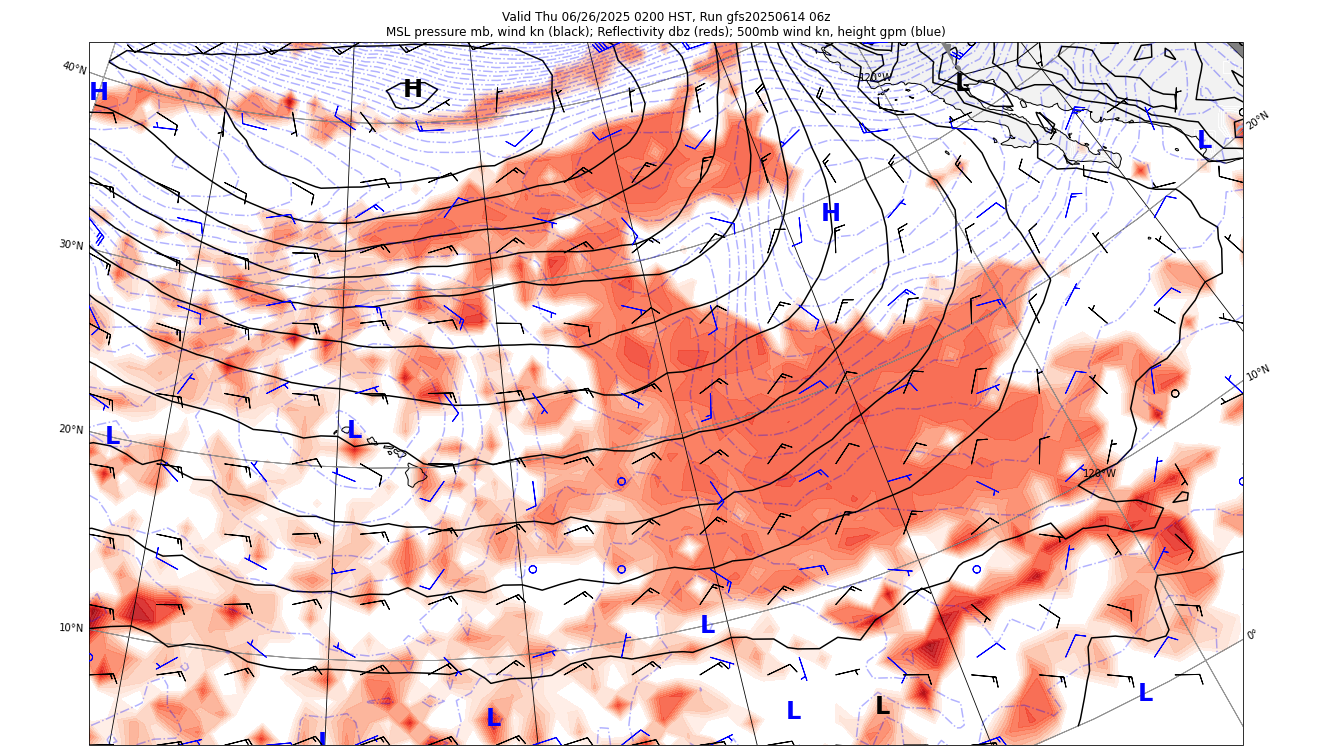 Valid Thu 06/26/2025 0200 HST, Run gfs20250614 06z
MSL pressure mb, wind kn (black); Reflectivity dbz (reds); 500mb wind kn, height gpm (blue)
40°N
H
H
120°W
L
20°N
L
H
30°N
10°N
L
L
20°N
120°W
10°N
L
0°
L
L
L
L
L